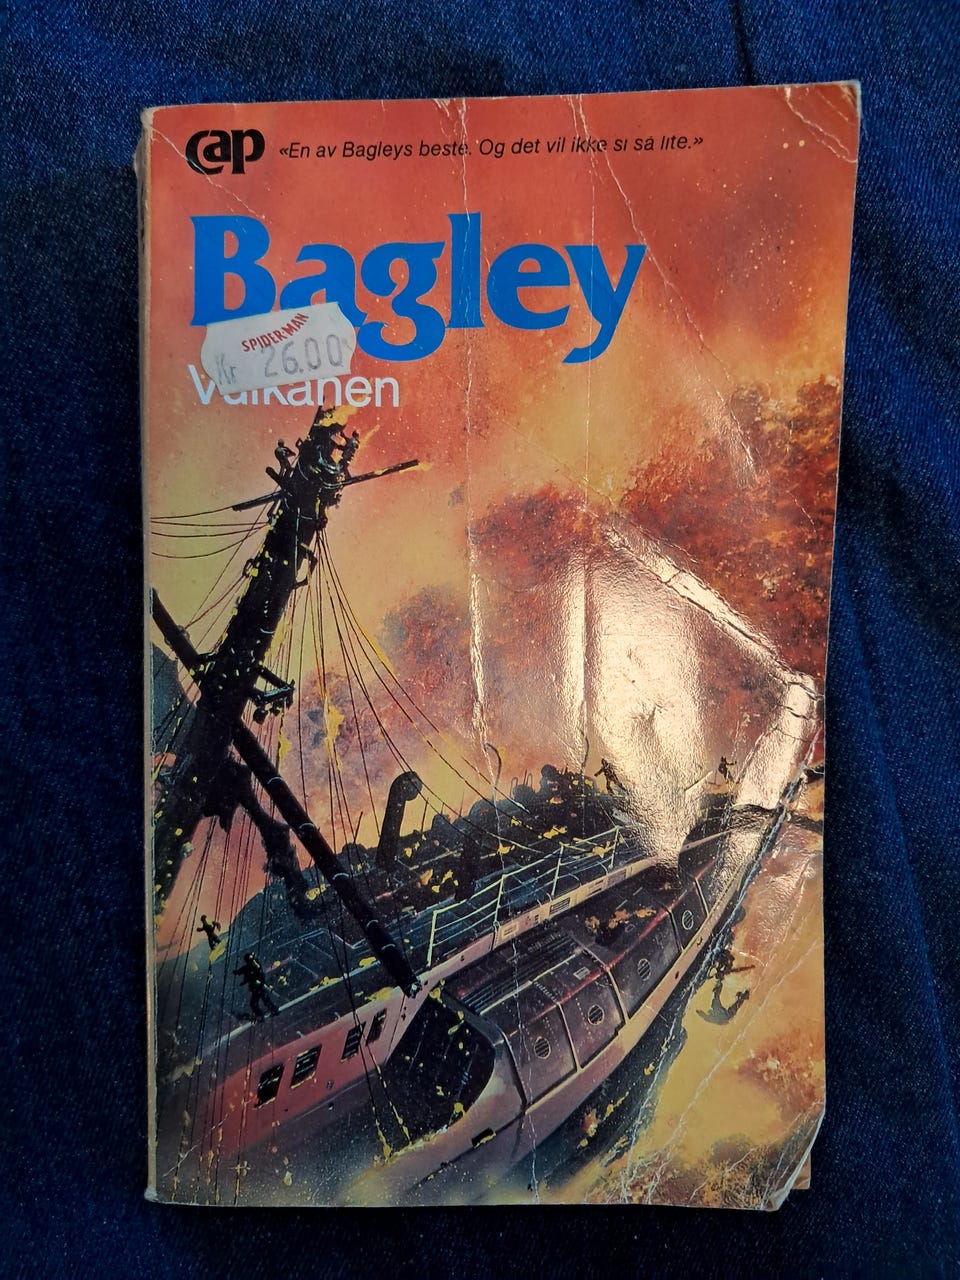 cap «En av Bagleys beste. Og det vil ikke si så lite.»
Bagley
SPIDER-MAN
Kr 26.00
Vulkanen